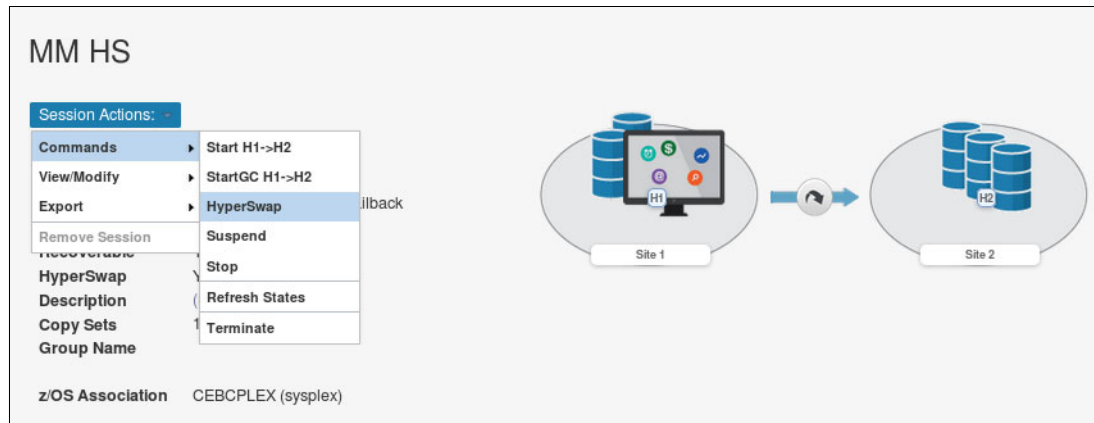 MM HS
Session Actions:
Commands
View/Modify
Export
Remove Session
Start H1->H2
StartGC H1->H2
HyperSwap
Suspend
Stop
Refresh States
Terminate
HyperSwap
Description
Copy Sets
Group Name
z/OS Association CEBCPLEX (sysplex)
H1
Site 1
H2
Site 2